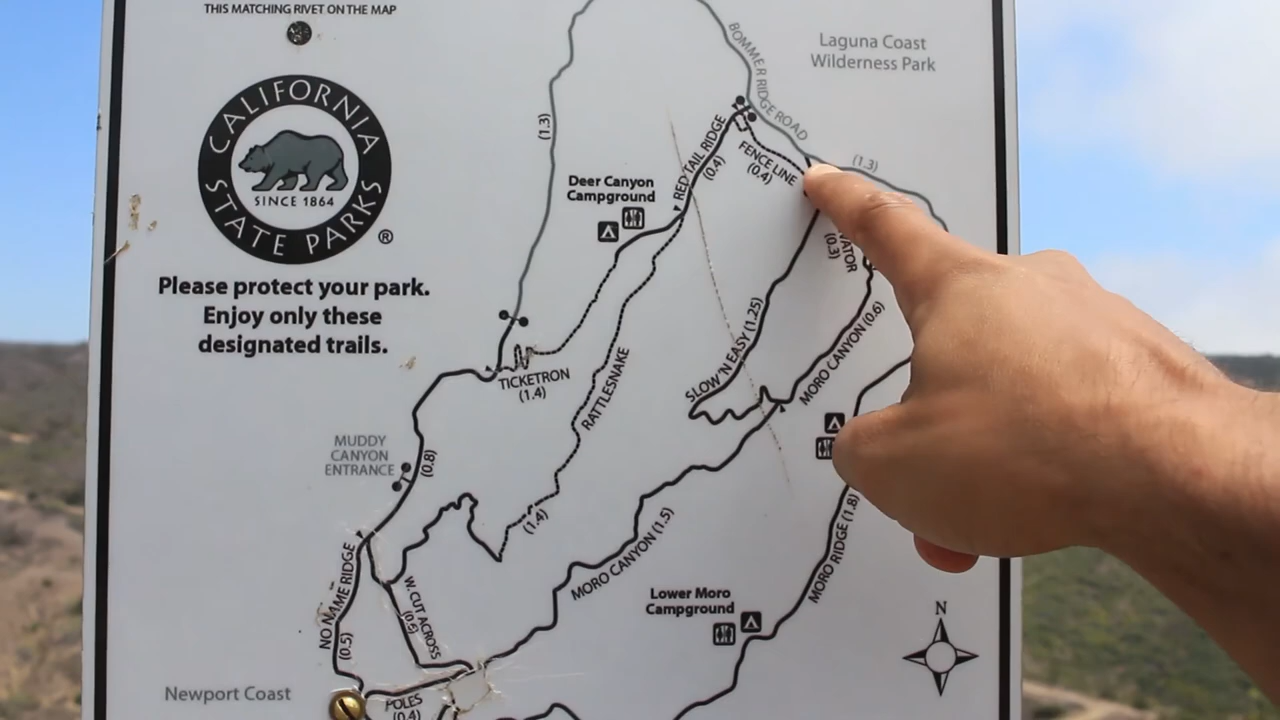 THIS MATCHING RIVET ON THE MAP
CALIFORNIA
STATE PARKS
SINCE 1864
®
Please protect your park.
Enjoy only these
designated trails.
Laguna Coast
Wilderness Park
BOMMER RIDGE ROAD
(1.3)
(1.3)
RED TAIL RIDGE
(0.4)
FENCE LINE
(0.4)
Deer Canyon
Campground
VATOR
(0.3)
SLOW 'N EASY (1.25)
MORO CANYON (0.6)
TICKETRON
(1.4)
RATTLESNAKE
(1.4)
MUDDY
CANYON
ENTRANCE
(0.8)
MORO CANYON (1.5)
MORO RIDGE (1.8)
NO NAME RIDGE
(0.5)
W. CUT ACROSS
(0.6)
Lower Moro
Campground
N
Newport Coast
POLES
(0.4)